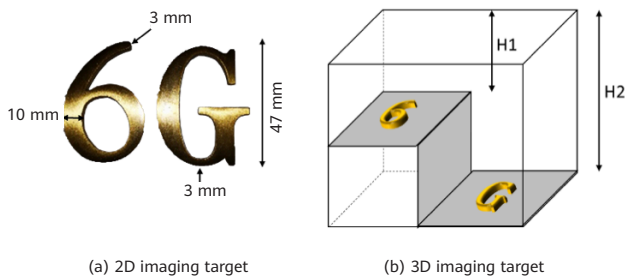 3 mm
6G
10 mm
47 mm
3 mm
(a) 2D imaging target
H1
H2
6
G
(b) 3D imaging target